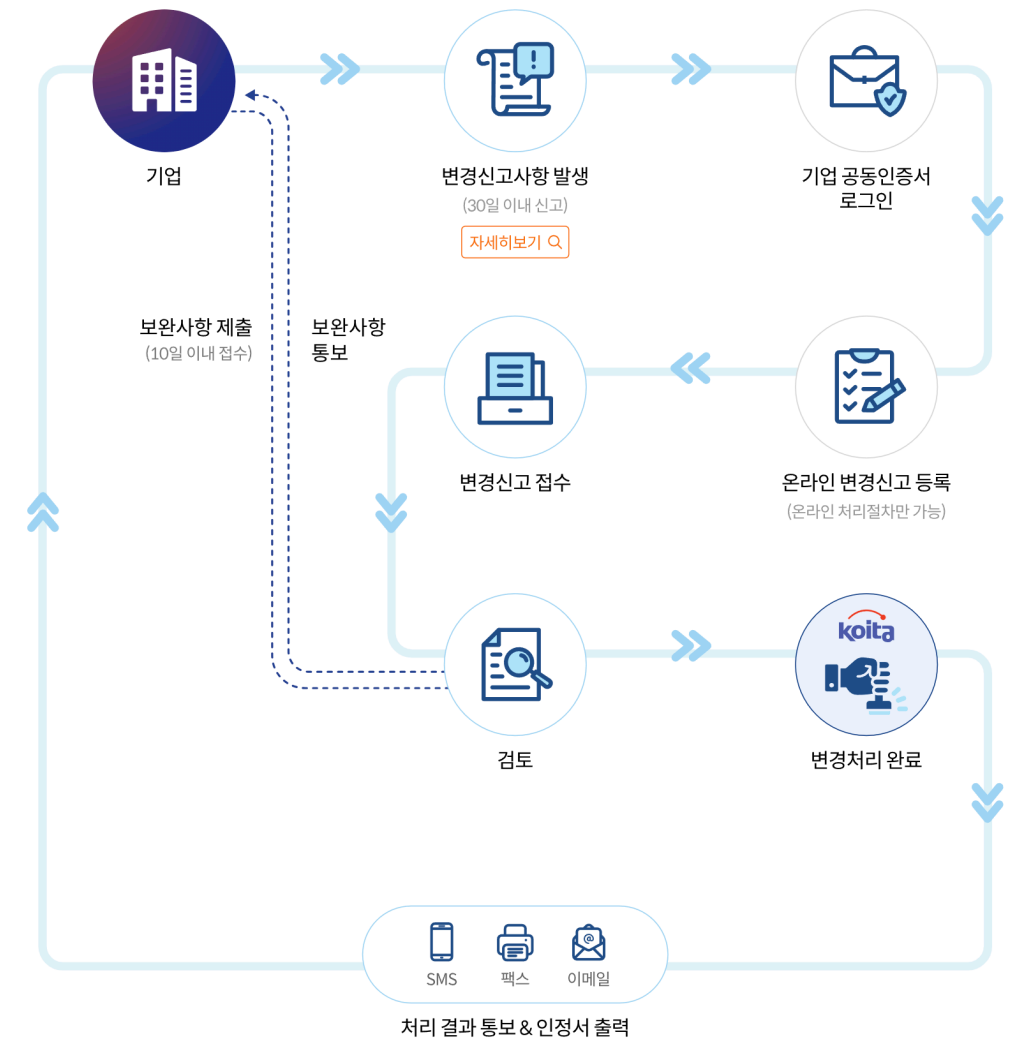 기업
변경신고사항 발생
(30일 이내 신고)
자세히보기
기업 공동인증서
로그인
보완사항 제출
(10일 이내 접수)
보완사항
통보
변경신고 접수
온라인 변경신고 등록
(온라인 처리절차만 가능)
검토
koita
변경처리 완료
SMS
팩스
@
이메일
처리 결과 통보 & 인정서 출력